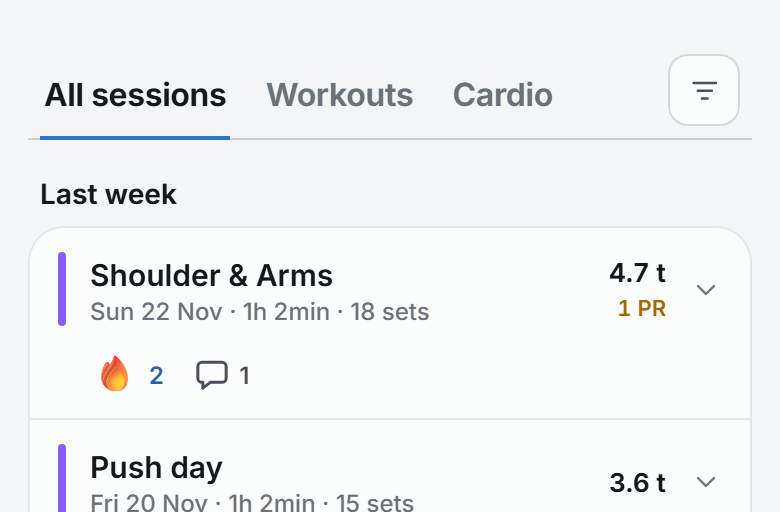 All sessions Workouts Cardio
Last week
Shoulder & Arms 4.7 t
Sun 22 Nov · 1h 2min · 18 sets 1 PR
2 1
Push day 3.6 t
Fri 20 Nov · 1h 2min · 15 sets